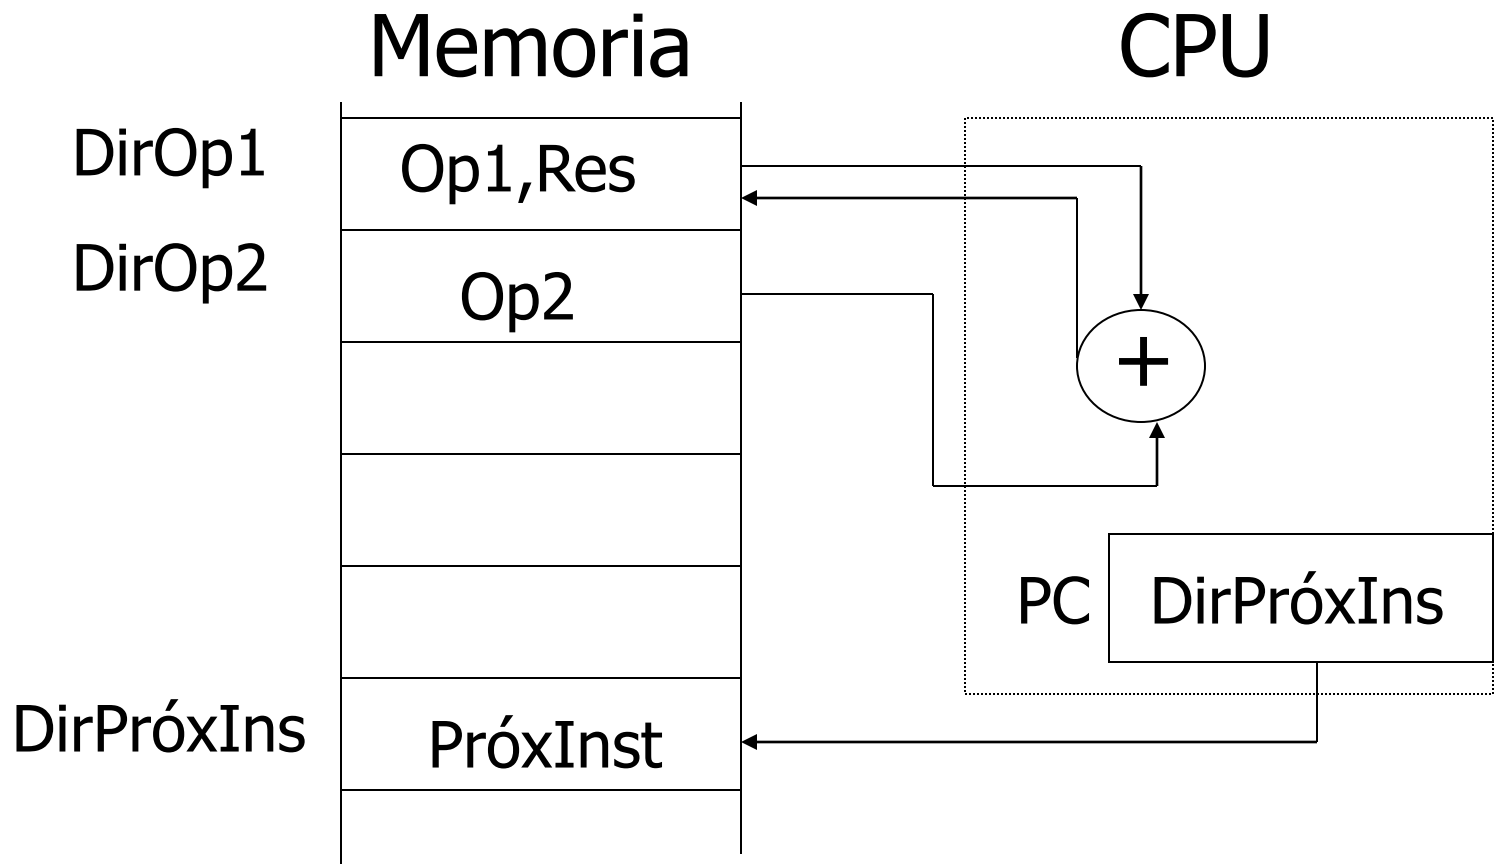 Memoria
CPU
DirOp1
Op1,Res
DirOp2
Op2
+
PC
DirPróxIns
DirPróxIns
PróxInst